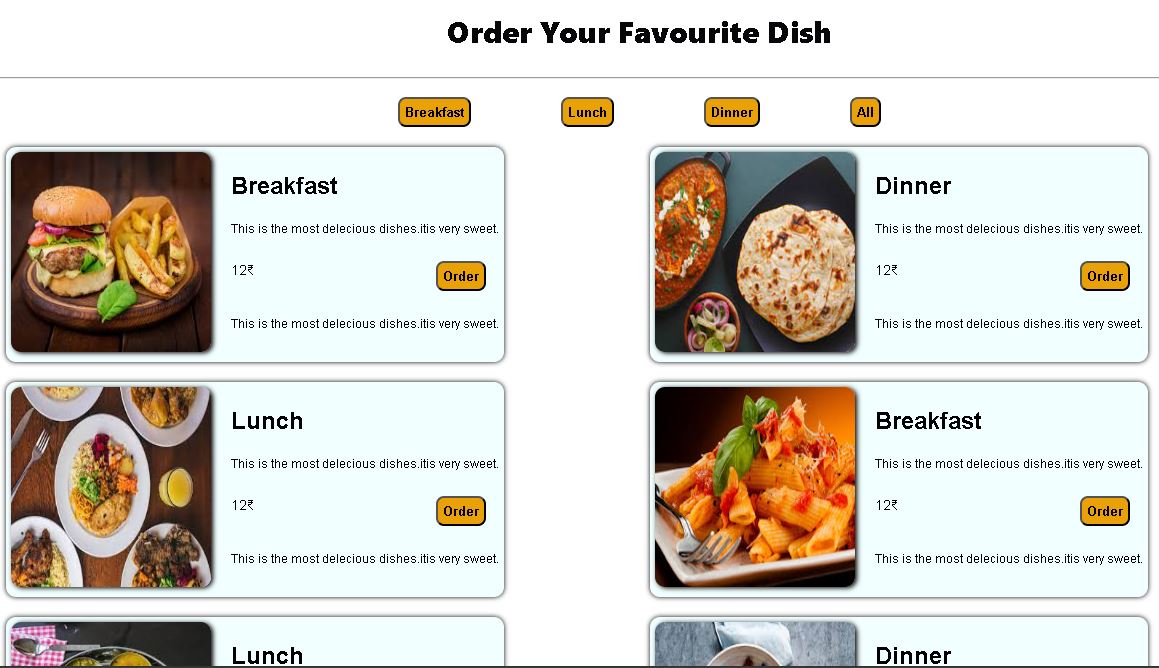 Order Your Favourite Dish
Breakfast
Lunch
Dinner
All
Breakfast
This is the most delecious dishes.itis very sweet.
12₹
Order
This is the most delecious dishes.itis very sweet.
Dinner
This is the most delecious dishes.itis very sweet.
12₹
Order
This is the most delecious dishes.itis very sweet.
Lunch
This is the most delecious dishes.itis very sweet.
12₹
Order
This is the most delecious dishes.itis very sweet.
Breakfast
This is the most delecious dishes.itis very sweet.
12₹
Order
This is the most delecious dishes.itis very sweet.
Lunch
Dinner